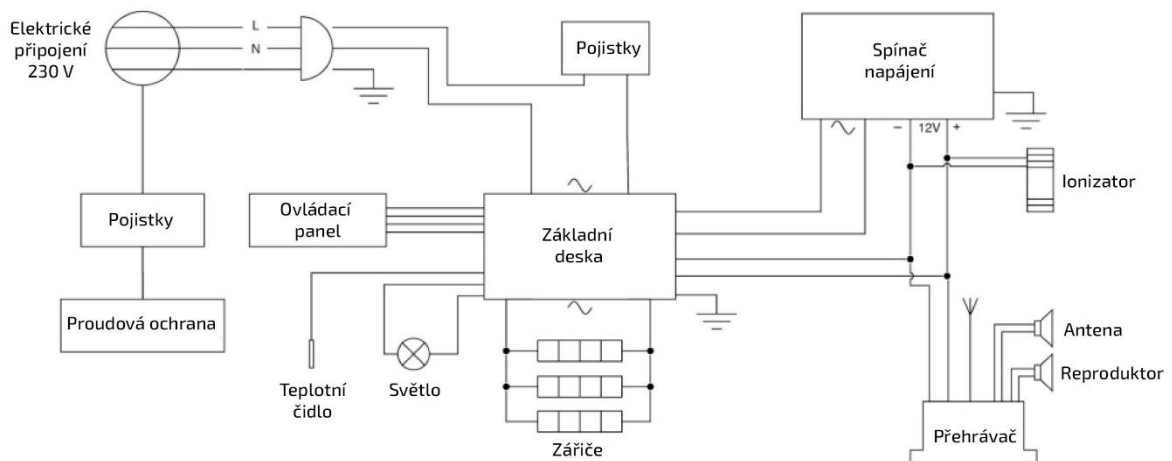 Elektrické
připojení
230 V
L
N
Pojistky
Spínač
napájení
− 12V +
Ionizator
Pojistky
Ovládací
panel
Základní
deska
Proudová ochrana
Teplotní
čidlo
Světlo
Zářiče
Antena
Reproduktor
Přehrávač